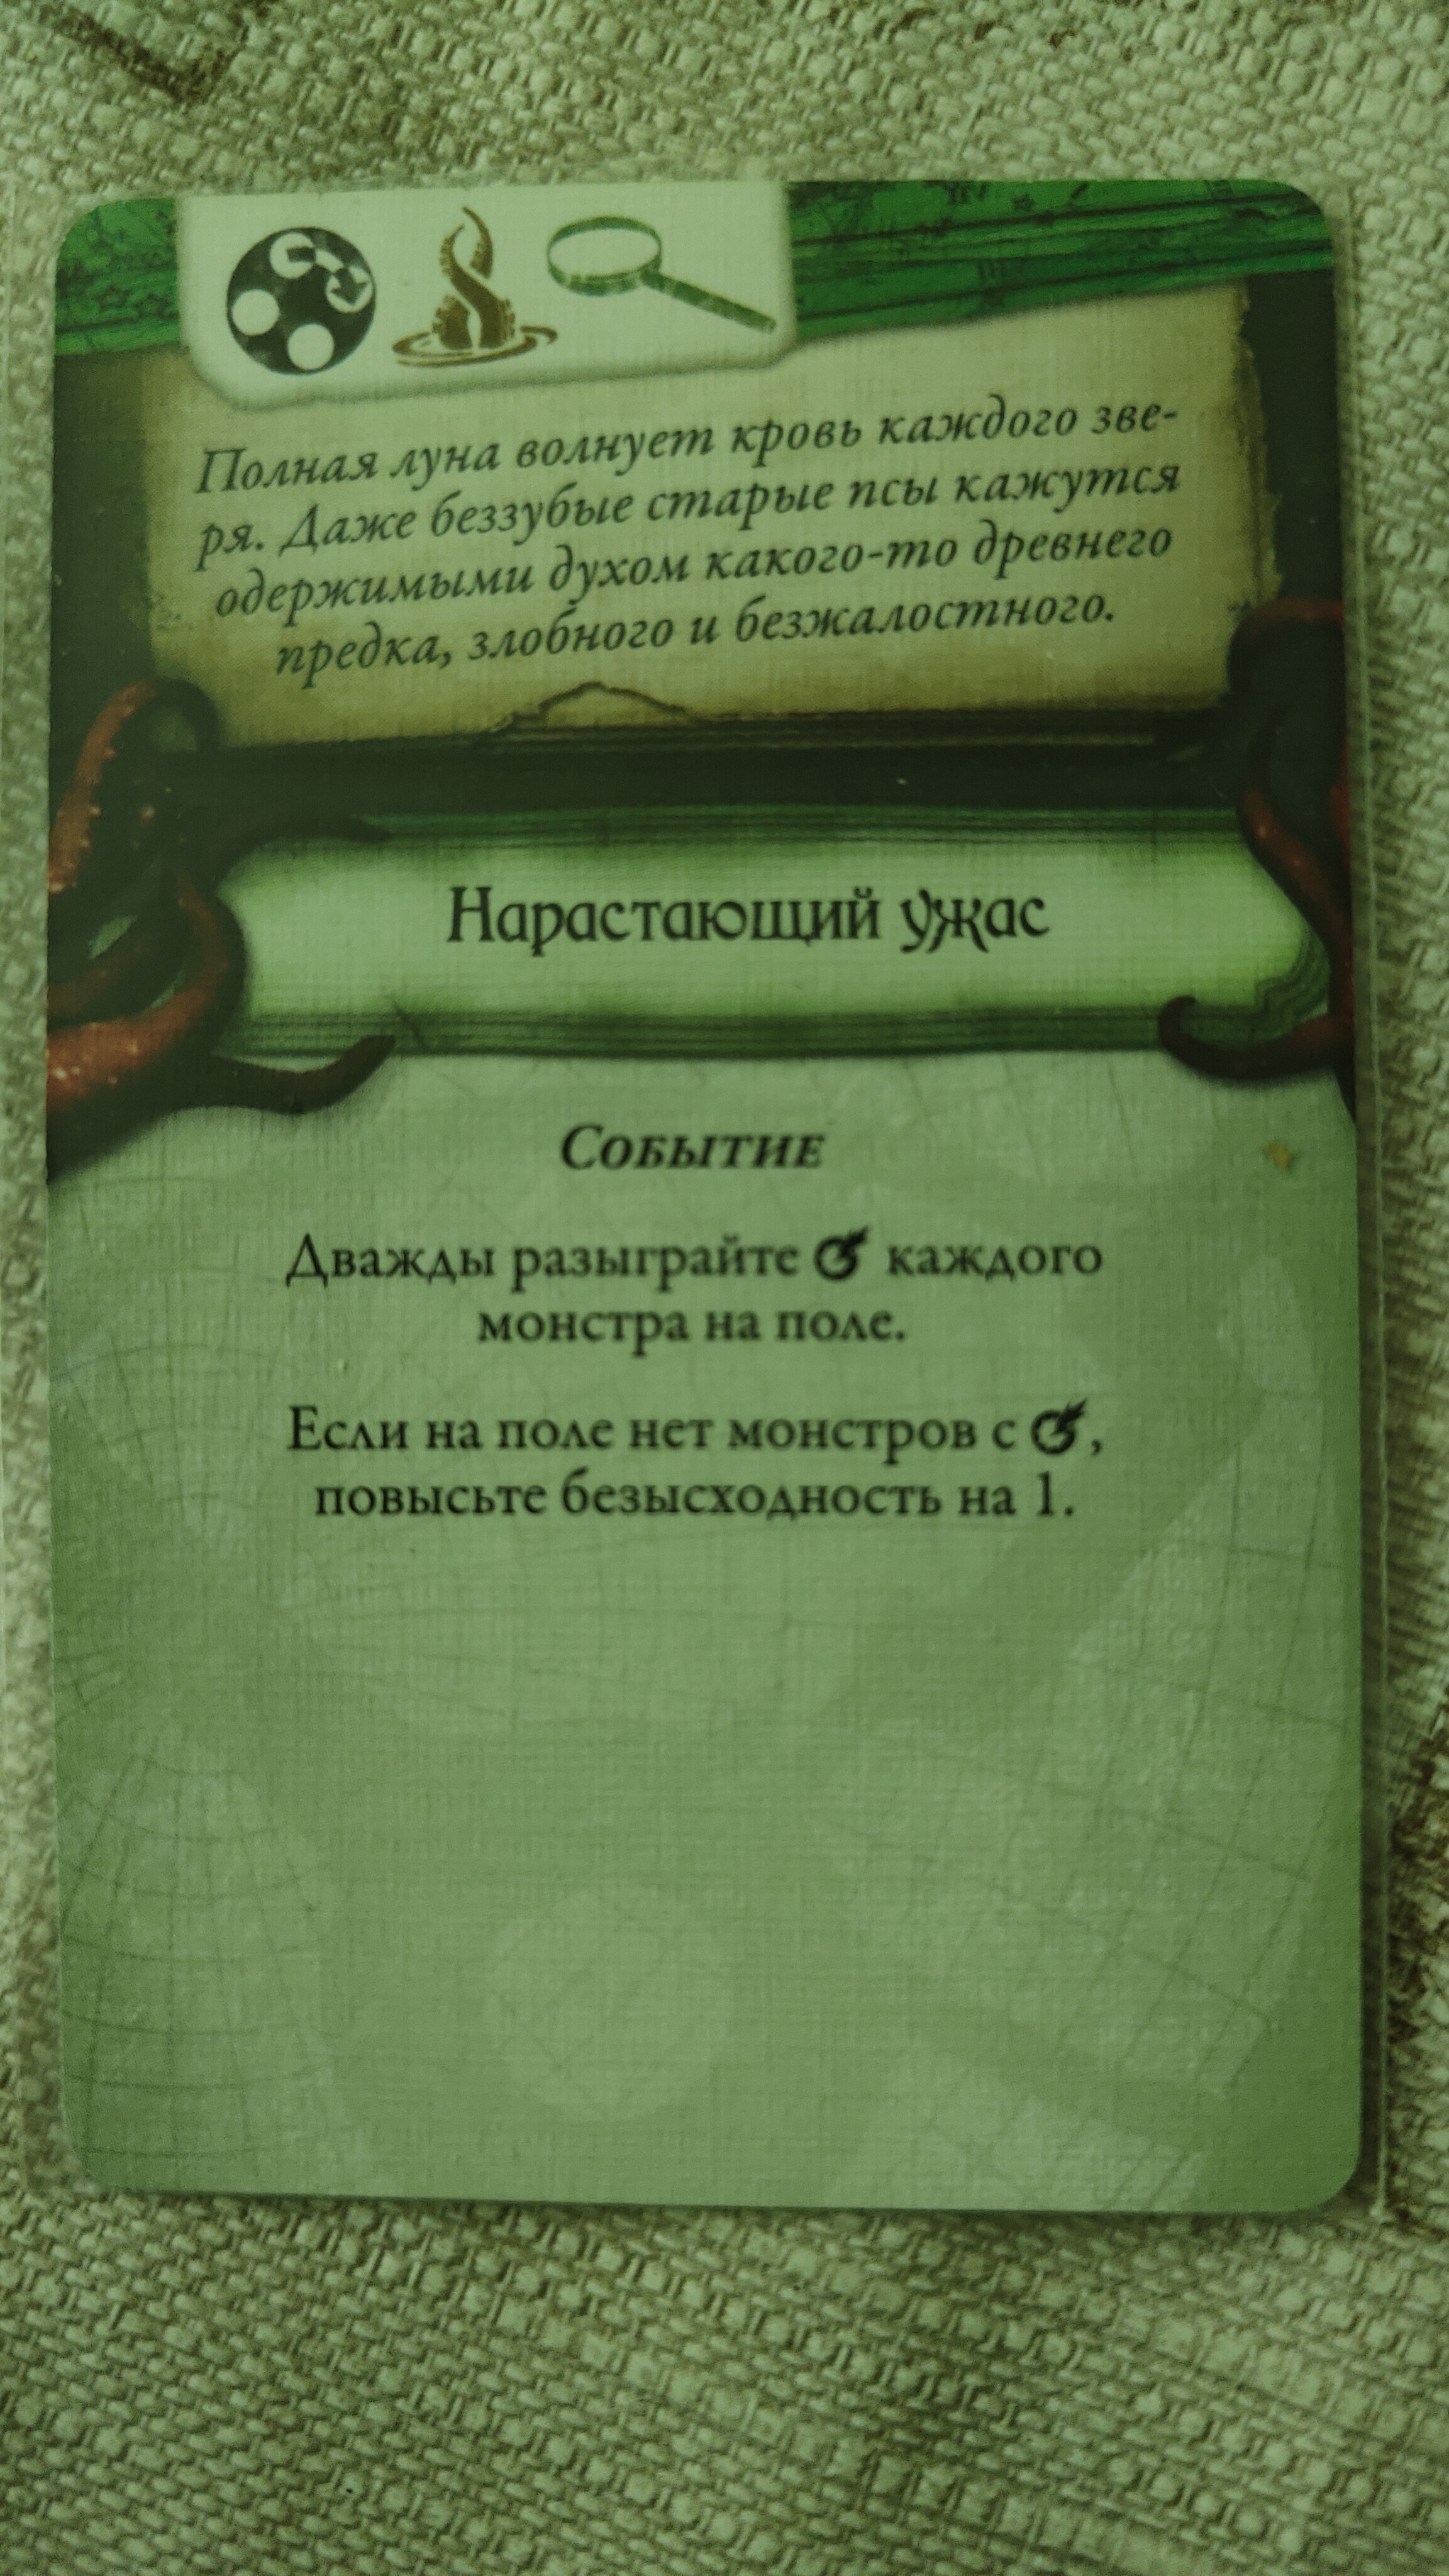 Полная луна волнует кровь каждого зве-
ря. Даже беззубые старые псы кажутся
одержимыми духом какого-то древнего
предка, злобного и безжалостного.
Нарастающий ужас
Событие
Дважды разыграйте каждого
монстра на поле.
Если на поле нет монстров с ,
повысьте безысходность на 1.